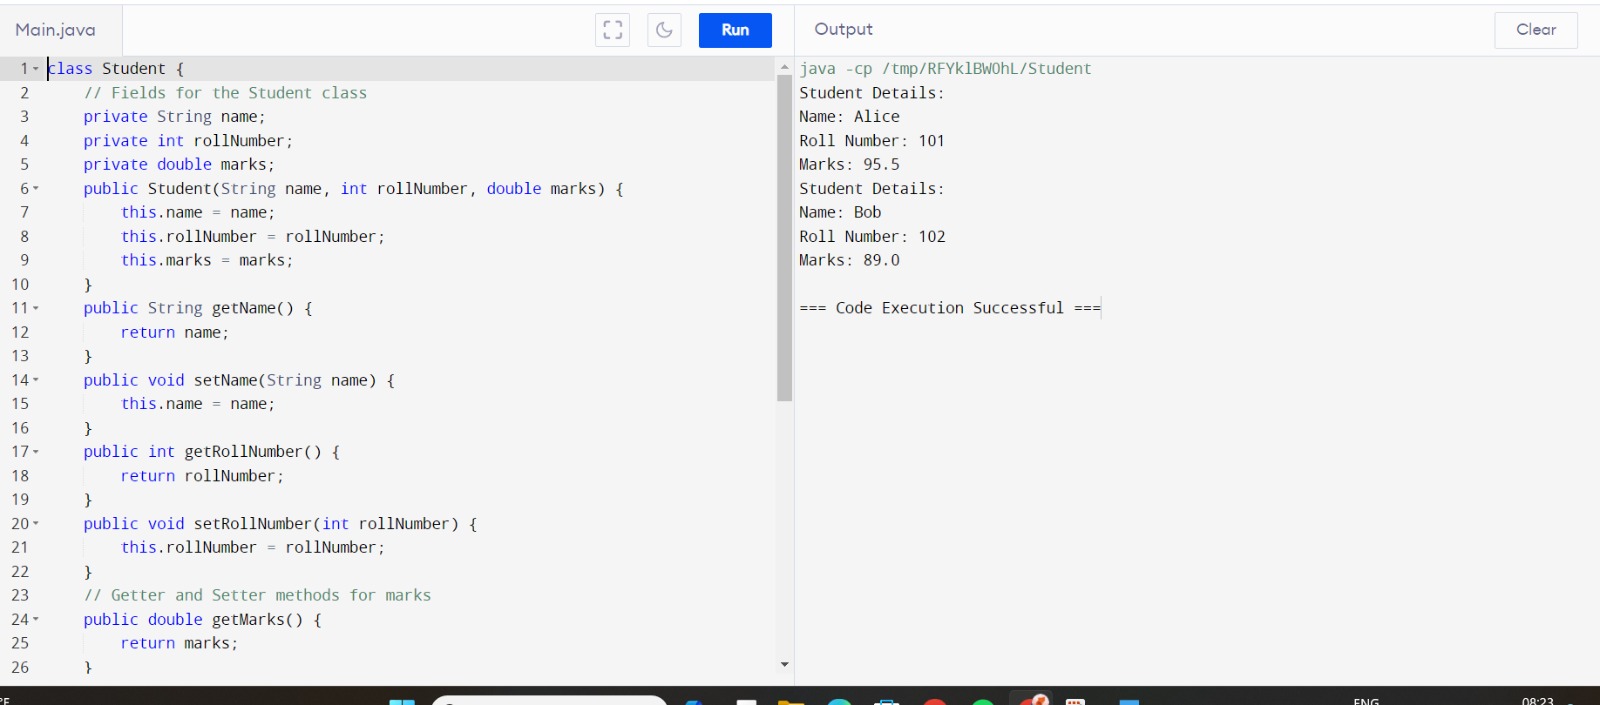 Main.java
Run
Output
Clear
1 class Student {
2 // Fields for the Student class
3 private String name;
4 private int rollNumber;
5 private double marks;
6 public Student(String name, int rollNumber, double marks) {
7 this.name = name;
8 this.rollNumber = rollNumber;
9 this.marks = marks;
10 }
11 public String getName() {
12 return name;
13 }
14 public void setName(String name) {
15 this.name = name;
16 }
17 public int getRollNumber() {
18 return rollNumber;
19 }
20 public void setRollNumber(int rollNumber) {
21 this.rollNumber = rollNumber;
22 }
23 // Getter and Setter methods for marks
24 public double getMarks() {
25 return marks;
26 }
java -cp /tmp/RFYklBWOhL/Student
Student Details:
Name: Alice
Roll Number: 101
Marks: 95.5
Student Details:
Name: Bob
Roll Number: 102
Marks: 89.0
=== Code Execution Successful ===
ENG
08:23